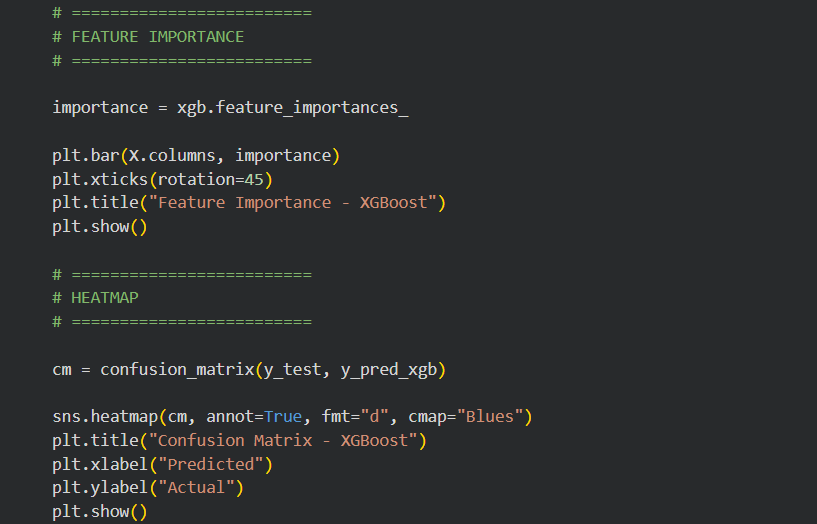 # =========================
# FEATURE IMPORTANCE
# =========================
importance = xgb.feature_importances_
plt.bar(X.columns, importance)
plt.xticks(rotation=45)
plt.title("Feature Importance - XGBoost")
plt.show()
# =========================
# HEATMAP
# =========================
cm = confusion_matrix(y_test, y_pred_xgb)
sns.heatmap(cm, annot=True, fmt="d", cmap="Blues")
plt.title("Confusion Matrix - XGBoost")
plt.xlabel("Predicted")
plt.ylabel("Actual")
plt.show()